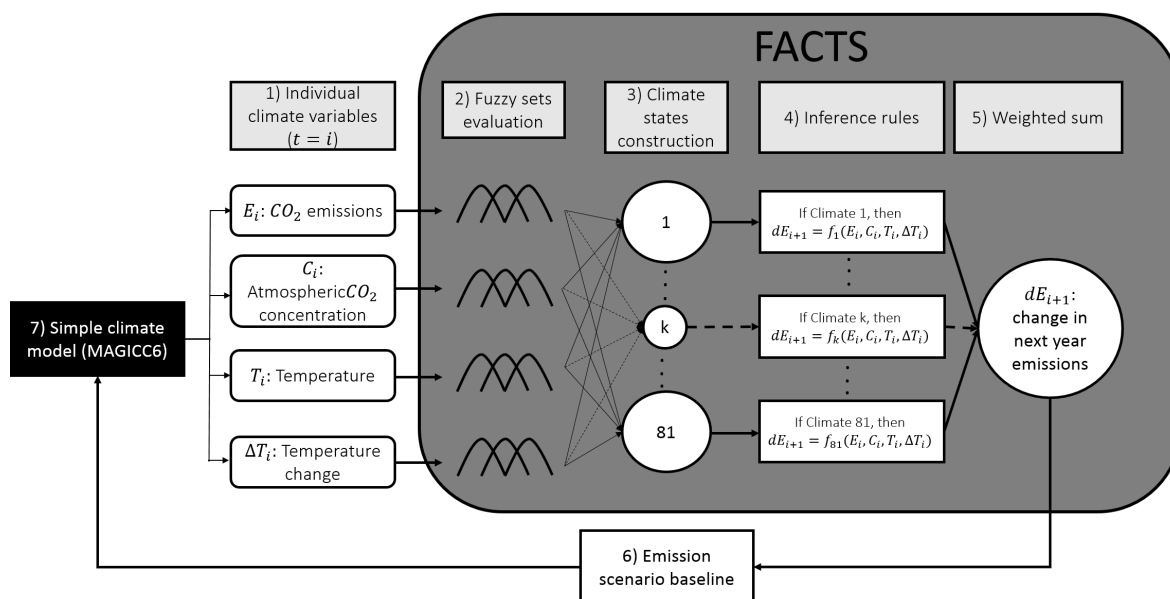 FACTS
1) Individual
climate variables
(t = i)
2) Fuzzy sets
evaluation
3) Climate
states
construction
4) Inference rules
5) Weighted sum
E_i: CO_2 emissions
C_i:
AtmosphericCO_2
concentration
T_i: Temperature
ΔT_i: Temperature
change
7) Simple climate
model (MAGICC6)
1
k
81
If Climate 1, then
dE_{i+1} = f_1(E_i, C_i, T_i, ΔT_i)
If Climate k, then
dE_{i+1} = f_k(E_i, C_i, T_i, ΔT_i)
If Climate 81, then
dE_{i+1} = f_{81}(E_i, C_i, T_i, ΔT_i)
dE_{i+1}:
change in
next year
emissions
6) Emission
scenario baseline